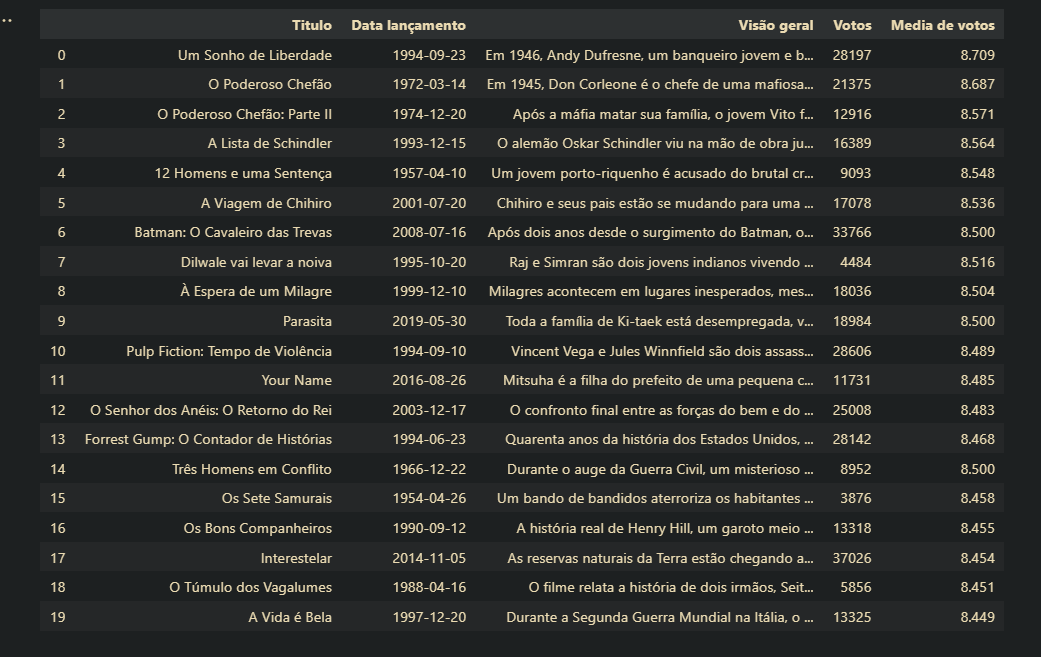 Titulo Data lançamento Visão geral Votos Media de votos
0 Um Sonho de Liberdade 1994-09-23 Em 1946, Andy Dufresne, um banqueiro jovem e b... 28197 8.709
1 O Poderoso Chefão 1972-03-14 Em 1945, Don Corleone é o chefe de uma mafiosa... 21375 8.687
2 O Poderoso Chefão: Parte II 1974-12-20 Após a máfia matar sua família, o jovem Vito f... 12916 8.571
3 A Lista de Schindler 1993-12-15 O alemão Oskar Schindler viu na mão de obra ju... 16389 8.564
4 12 Homens e uma Sentença 1957-04-10 Um jovem porto-riquenho é acusado do brutal cr... 9093 8.548
5 A Viagem de Chihiro 2001-07-20 Chihiro e seus pais estão se mudando para uma ... 17078 8.536
6 Batman: O Cavaleiro das Trevas 2008-07-16 Após dois anos desde o surgimento do Batman, o... 33766 8.500
7 Dilwale vai levar a noiva 1995-10-20 Raj e Simran são dois jovens indianos vivendo ... 4484 8.516
8 À Espera de um Milagre 1999-12-10 Milagres acontecem em lugares inesperados, mes... 18036 8.504
9 Parasita 2019-05-30 Toda a família de Ki-taek está desempregada, v... 18984 8.500
10 Pulp Fiction: Tempo de Violência 1994-09-10 Vincent Vega e Jules Winnfield são dois assass... 28606 8.489
11 Your Name 2016-08-26 Mitsuha é a filha do prefeito de uma pequena c... 11731 8.485
12 O Senhor dos Anéis: O Retorno do Rei 2003-12-17 O confronto final entre as forças do bem e do ... 25008 8.483
13 Forrest Gump: O Contador de Histórias 1994-06-23 Quarenta anos da história dos Estados Unidos, ... 28142 8.468
14 Três Homens em Conflito 1966-12-22 Durante o auge da Guerra Civil, um misterioso ... 8952 8.500
15 Os Sete Samurais 1954-04-26 Um bando de bandidos aterroriza os habitantes ... 3876 8.458
16 Os Bons Companheiros 1990-09-12 A história real de Henry Hill, um garoto meio ... 13318 8.455
17 Interestelar 2014-11-05 As reservas naturais da Terra estão chegando a... 37026 8.454
18 O Túmulo dos Vagalumes 1988-04-16 O filme relata a história de dois irmãos, Seit... 5856 8.451
19 A Vida é Bela 1997-12-20 Durante a Segunda Guerra Mundial na Itália, o ... 13325 8.449